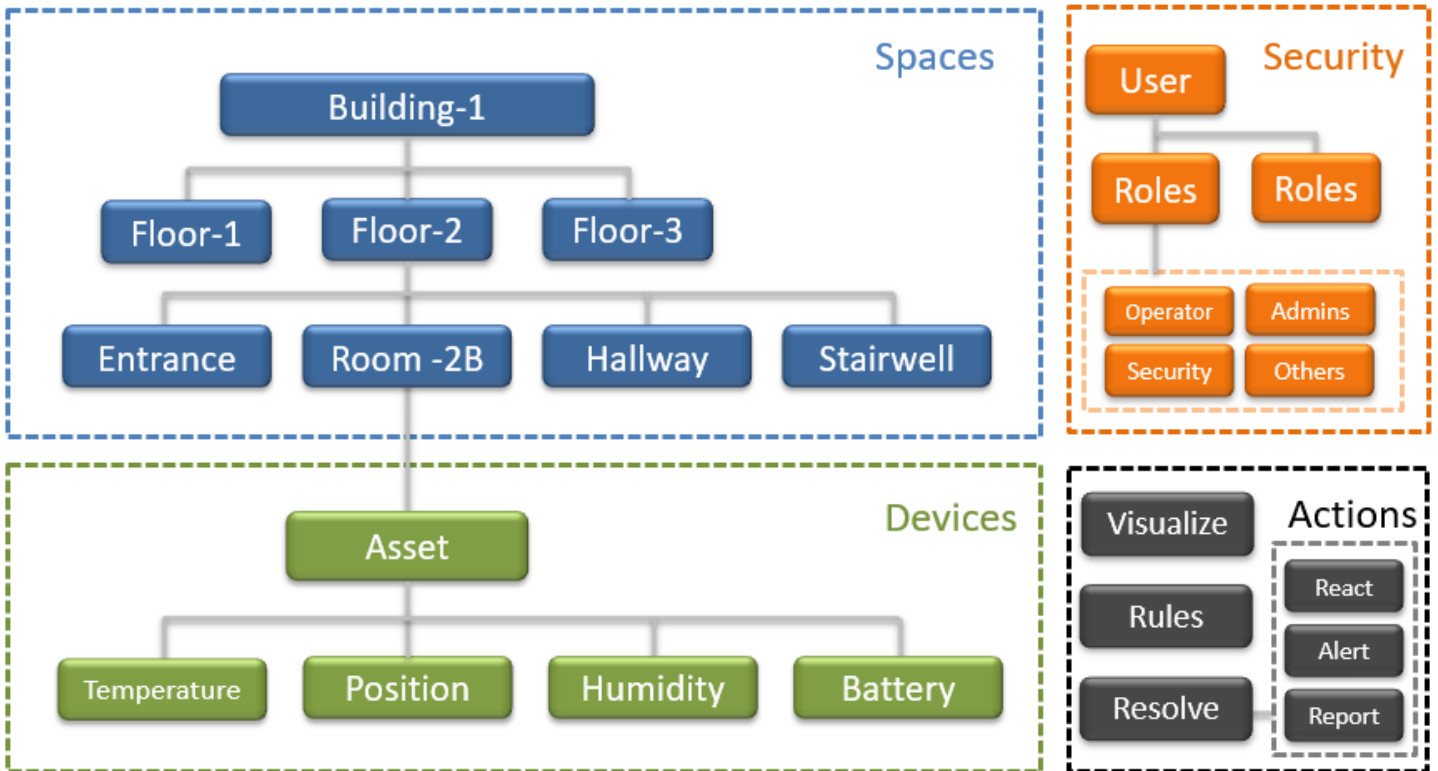 Spaces
Building-1
Floor-1
Floor-2
Floor-3
Entrance
Room -2B
Hallway
Stairwell
Security
User
Roles
Roles
Operator
Admins
Security
Others
Devices
Asset
Temperature
Position
Humidity
Battery
Actions
Visualize
Rules
Resolve
React
Alert
Report